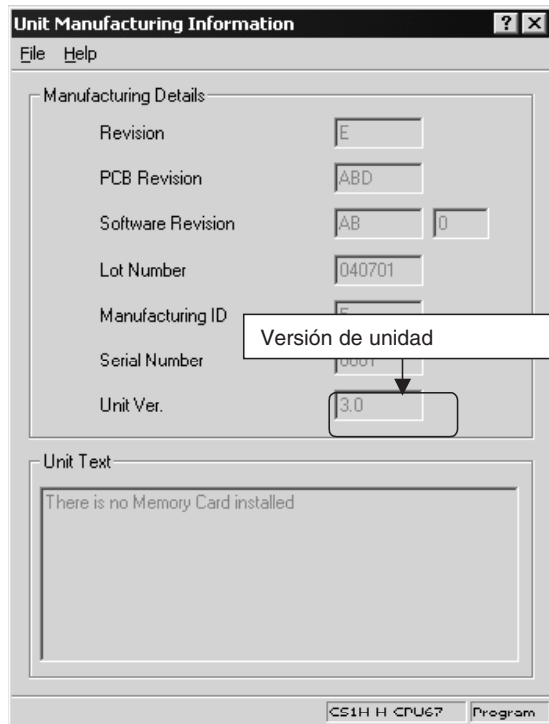 Unit Manufacturing Information
File Help
Manufacturing Details
Revision E
PCB Revision ABD
Software Revision AB 0
Lot Number 040701
Manufacturing ID
Versión de unidad
Serial Number
Unit Ver. 3.0
Unit Text
There is no Memory Card installed
CS1H-H CPU67 Program